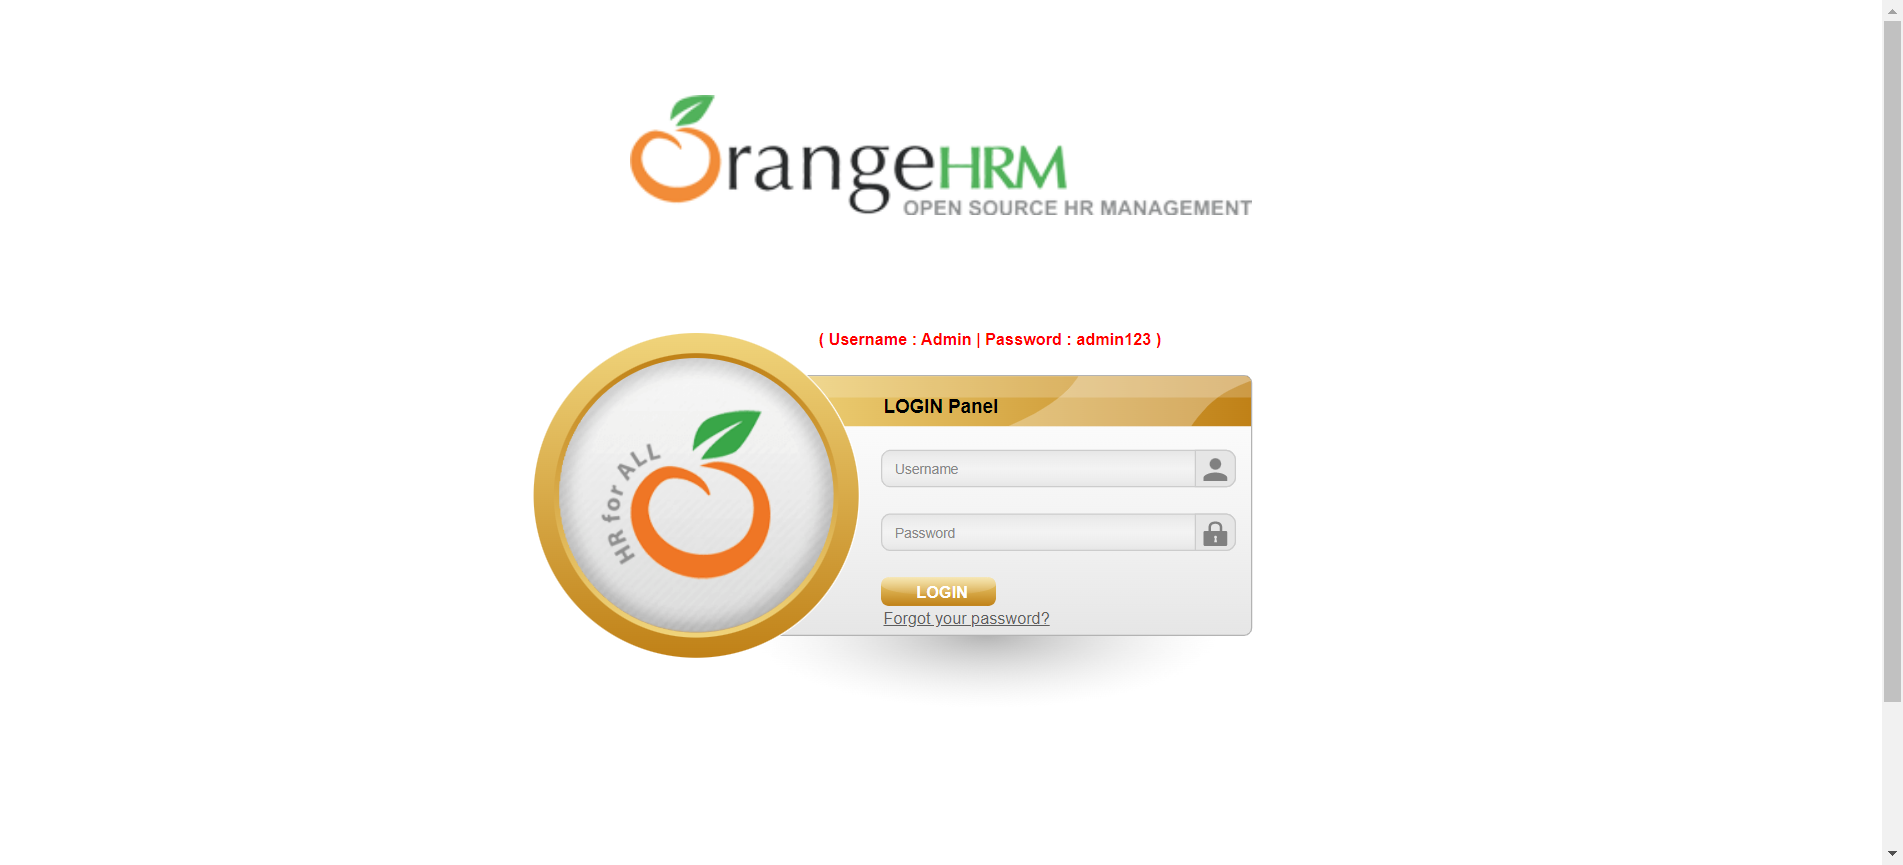 OrangeHRM
OPEN SOURCE HR MANAGEMENT
( Username : Admin | Password : admin123 )
LOGIN Panel
HR for ALL
Username
Password
LOGIN
Forgot your password?